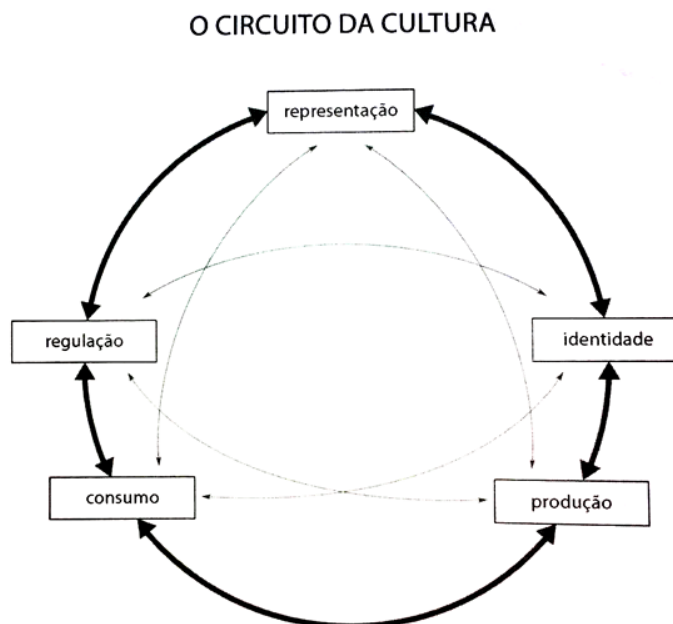 O CIRCUITO DA CULTURA
representação
regulação
identidade
consumo
produção